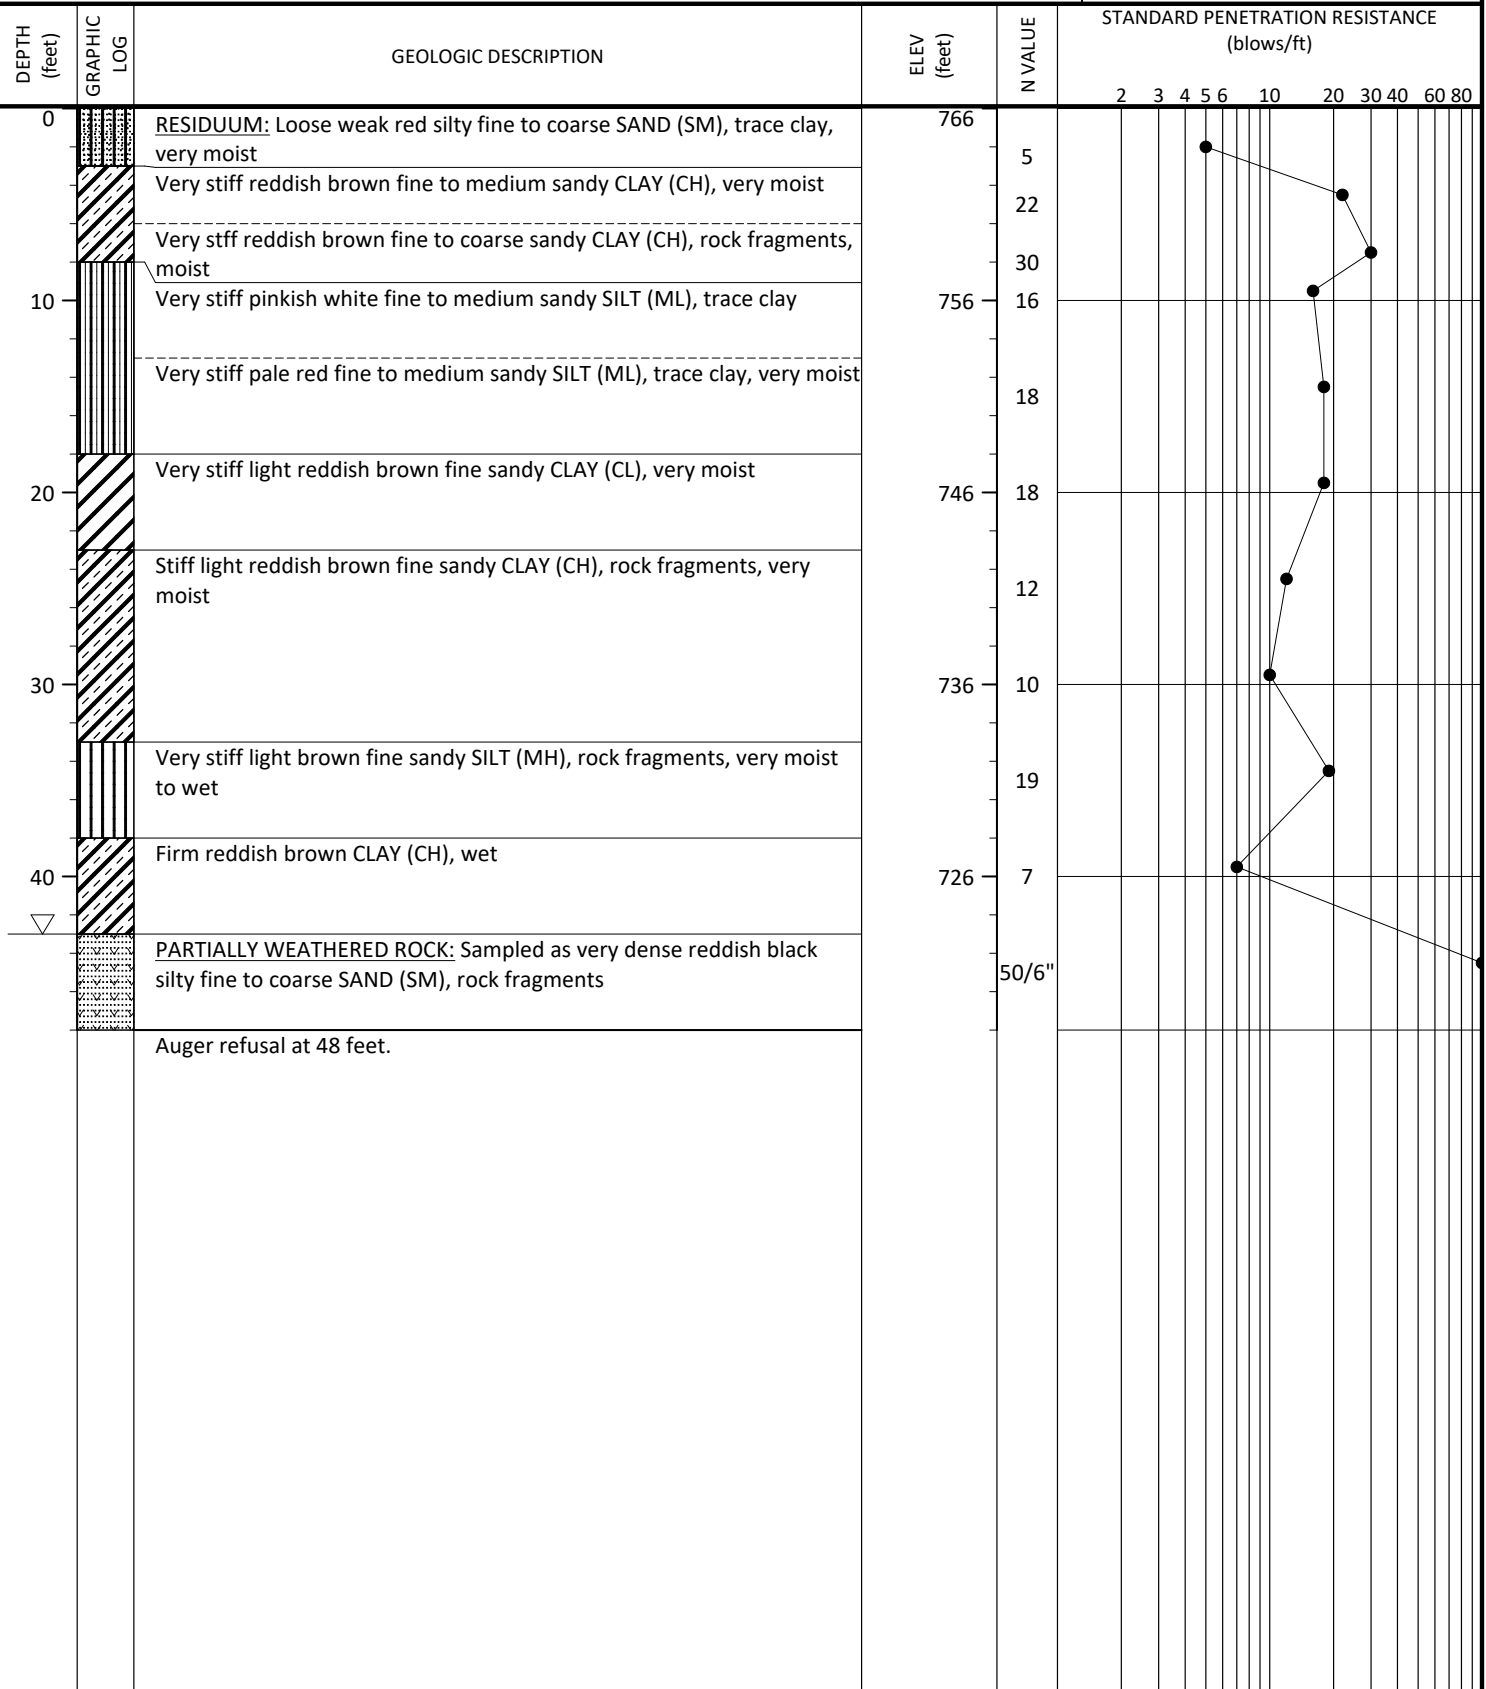 DEPTH
(feet)
GRAPHIC
LOG
GEOLOGIC DESCRIPTION
ELEV
(feet)
N VALUE
STANDARD PENETRATION RESISTANCE
(blows/ft)
2 3 4 5 6 10 20 30 40 60 80
0
RESIDUUM: Loose weak red silty fine to coarse SAND (SM), trace clay,
very moist
766
5
Very stiff reddish brown fine to medium sandy CLAY (CH), very moist
22
Very stff reddish brown fine to coarse sandy CLAY (CH), rock fragments,
moist
30
10
Very stiff pinkish white fine to medium sandy SILT (ML), trace clay
756
16
Very stiff pale red fine to medium sandy SILT (ML), trace clay, very moist
18
Very stiff light reddish brown fine sandy CLAY (CL), very moist
20
746
18
Stiff light reddish brown fine sandy CLAY (CH), rock fragments, very
moist
12
30
736
10
Very stiff light brown fine sandy SILT (MH), rock fragments, very moist
to wet
19
Firm reddish brown CLAY (CH), wet
40
726
7
PARTIALLY WEATHERED ROCK: Sampled as very dense reddish black
silty fine to coarse SAND (SM), rock fragments
50/6"
Auger refusal at 48 feet.